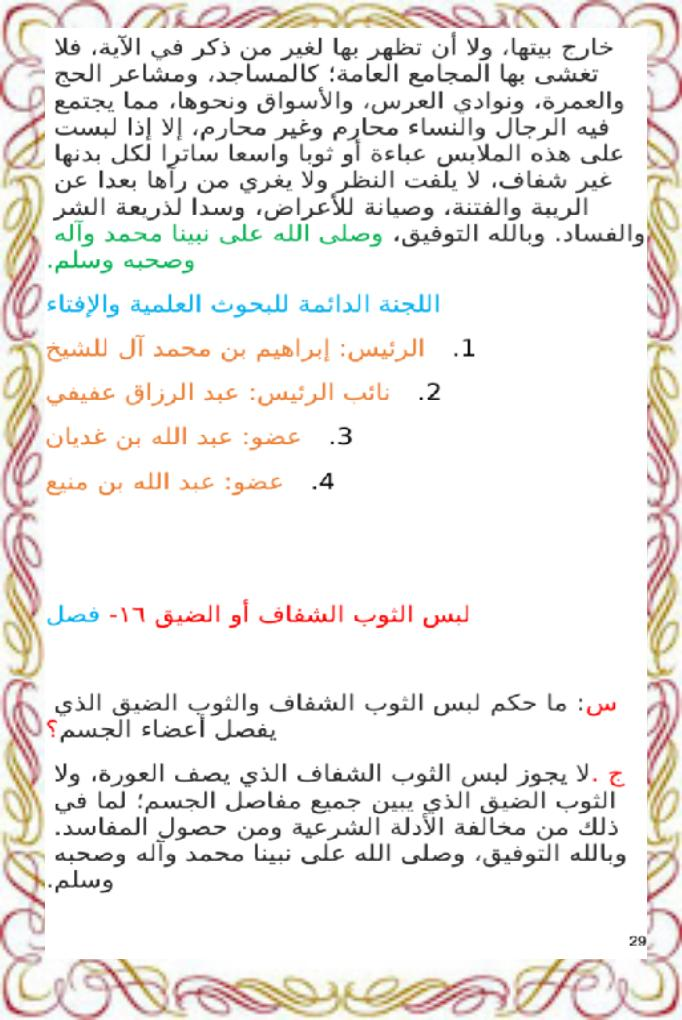 خارج بيتها، ولا أن تظهر بها لغير من ذكر في الآية، فلا
تغشى بها المجامع العامة؛ كالمساجد، ومشاعر الحج
والعمرة، ونوادي العرس، والأسواق ونحوها، مما يجتمع
فيه الرجال والنساء محارم وغير محارم، إلا إذا لبست
على هذه الملابس عباءة أو ثوبا واسعا ساترا لكل بدنها
غير شفاف، لا يلفت النظر ولا يغري من رآها بعدا عن
الريبة والفتنة، وصيانة للأعراض، وسدا لذريعة الشر
والفساد. وبالله التوفيق، وصلى الله على نبينا محمد وآله
وصحبه وسلم.
اللجنة الدائمة للبحوث العلمية والإفتاء
1. الرئيس: إبراهيم بن محمد آل للشيخ
2. نائب الرئيس: عبد الرزاق عفيفي
3. عضو: عبد الله بن غديان
4. عضو: عبد الله بن منيع
لبس الثوب الشفاف أو الضيق ١٦- فصل
س: ما حكم لبس الثوب الشفاف والثوب الضيق الذي
يفصل أعضاء الجسم؟
ج .لا يجوز لبس الثوب الشفاف الذي يصف العورة، ولا
الثوب الضيق الذي يبين جميع مفاصل الجسم؛ لما في
ذلك من مخالفة الأدلة الشرعية ومن حصول المفاسد.
وبالله التوفيق، وصلى الله على نبينا محمد وآله وصحبه
وسلم.
29